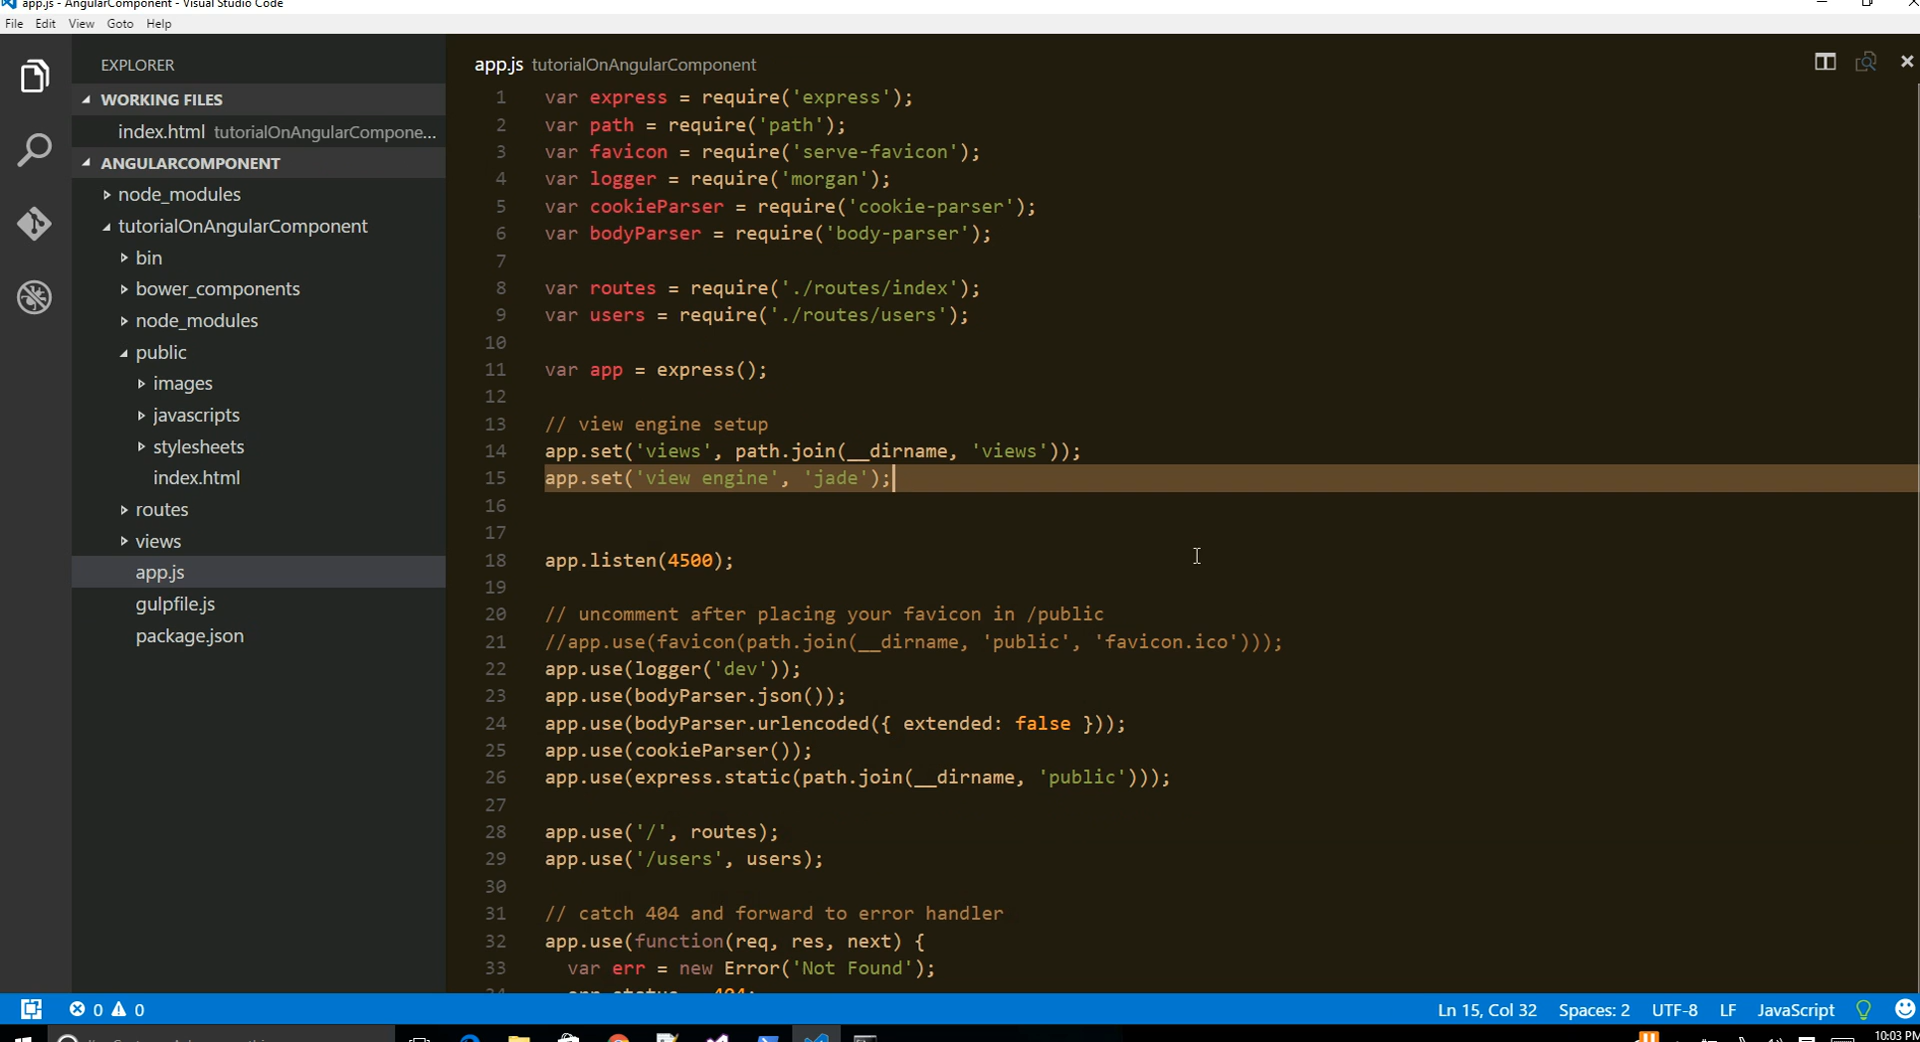 app.js - AngularComponent - Visual Studio Code
File Edit View Goto Help
EXPLORER
WORKING FILES
index.html tutorialOnAngularCompone...
ANGULARCOMPONENT
node_modules
tutorialOnAngularComponent
bin
bower_components
node_modules
public
images
javascripts
stylesheets
index.html
routes
views
app.js
gulpfile.js
package.json
app.js tutorialOnAngularComponent
1 var express = require('express');
2 var path = require('path');
3 var favicon = require('serve-favicon');
4 var logger = require('morgan');
5 var cookieParser = require('cookie-parser');
6 var bodyParser = require('body-parser');
7
8 var routes = require('./routes/index');
9 var users = require('./routes/users');
10
11 var app = express();
12
13 // view engine setup
14 app.set('views', path.join(__dirname, 'views'));
15 app.set('view engine', 'jade');
16
17
18 app.listen(4500);
19
20 // uncomment after placing your favicon in /public
21 //app.use(favicon(path.join(__dirname, 'public', 'favicon.ico')));
22 app.use(logger('dev'));
23 app.use(bodyParser.json());
24 app.use(bodyParser.urlencoded({ extended: false }));
25 app.use(cookieParser());
26 app.use(express.static(path.join(__dirname, 'public')));
27
28 app.use('/', routes);
29 app.use('/users', users);
30
31 // catch 404 and forward to error handler
32 app.use(function(req, res, next) {
33 var err = new Error('Not Found');
0 0
Ln 15, Col 32 Spaces: 2 UTF-8 LF JavaScript
10:03 PM